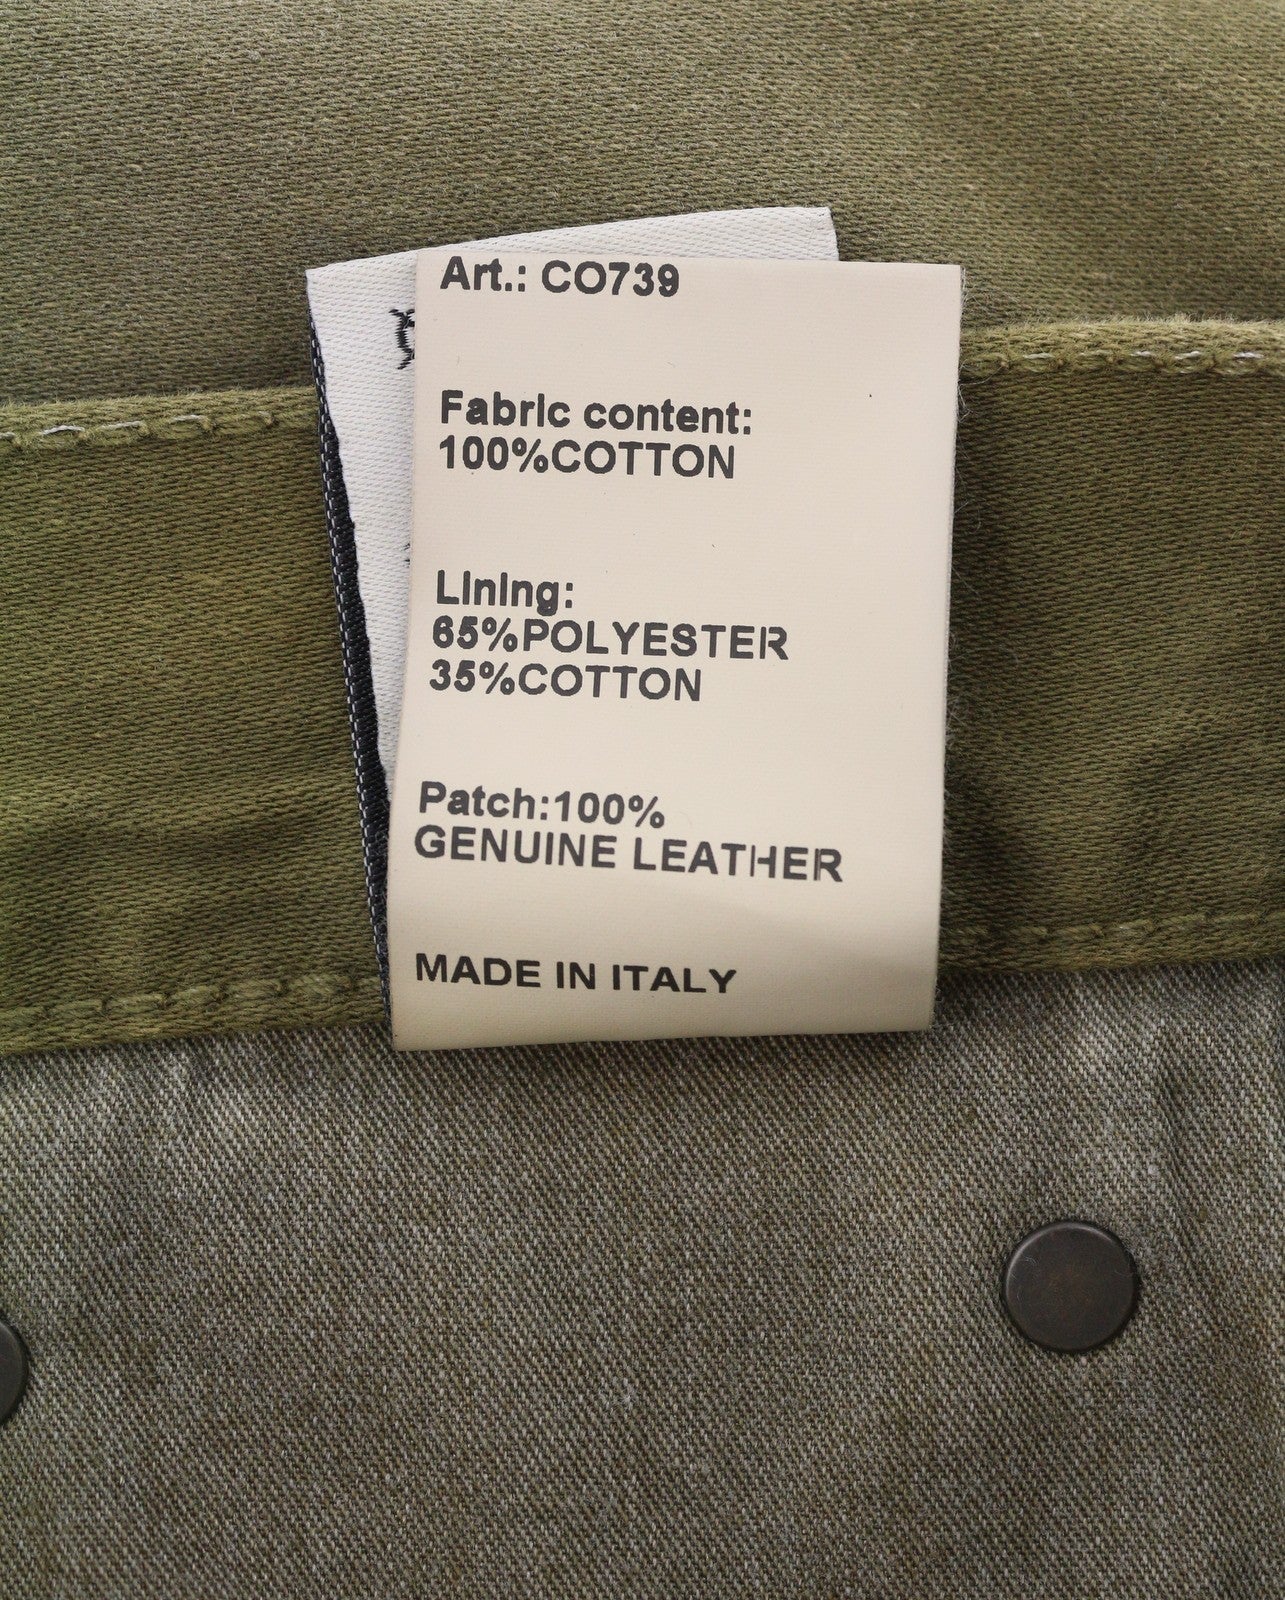 Art.: CO739
Fabric content:
100%COTTON
Lining:
65%POLYESTER
35%COTTON
Patch:100%
GENUINE LEATHER
MADE IN ITALY